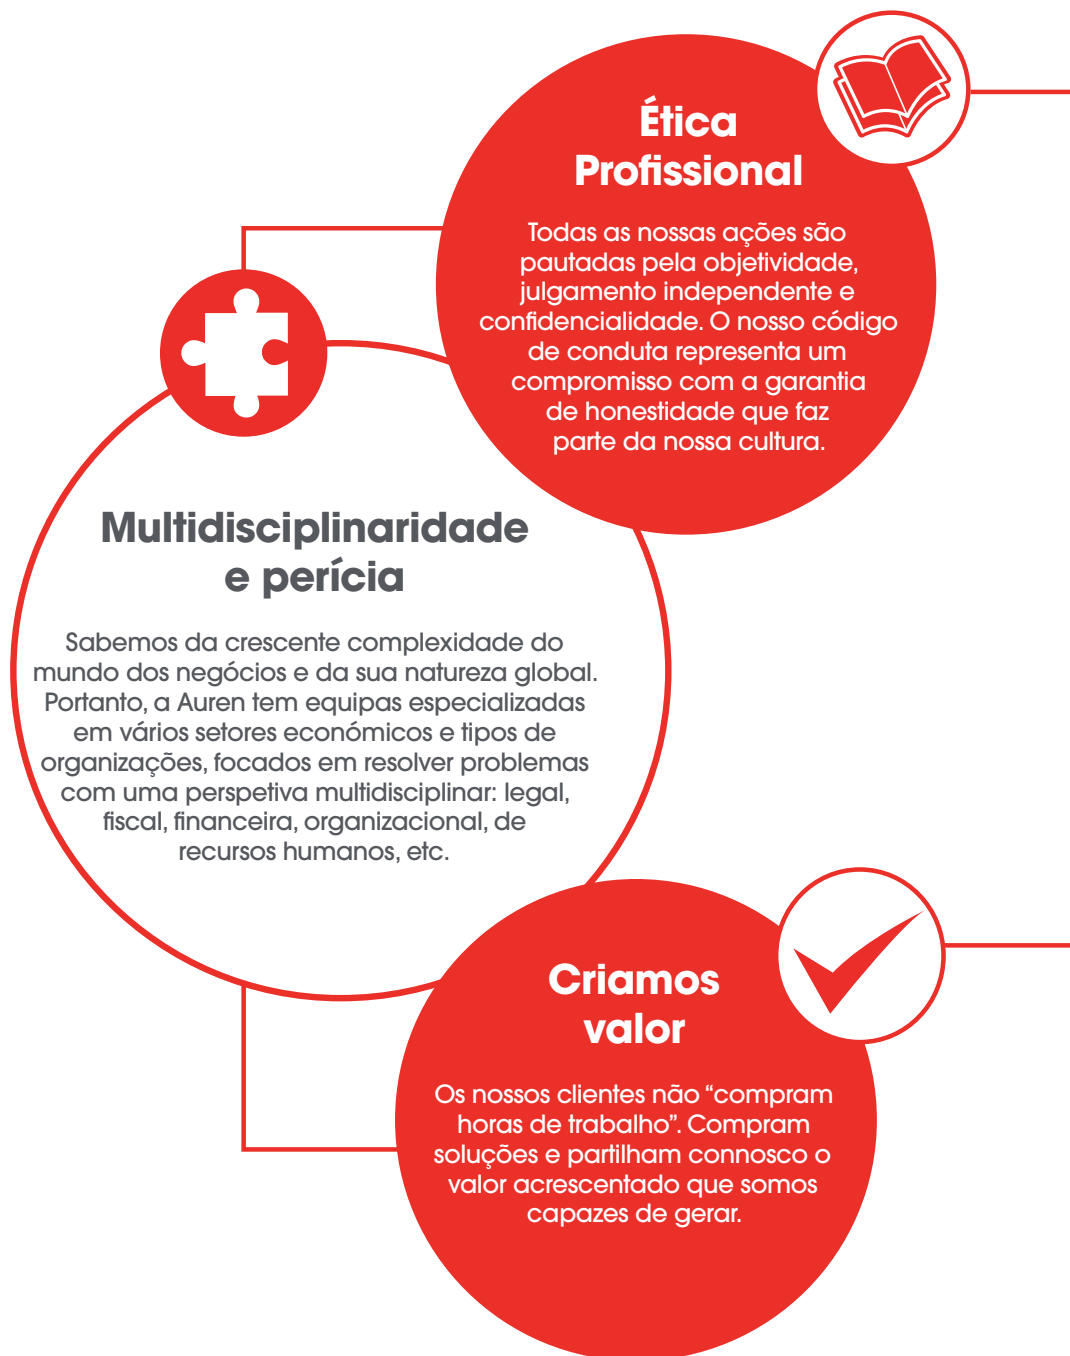 Ética
Profissional
Todas as nossas ações são
pautadas pela objetividade,
julgamento independente e
confidencialidade. O nosso código
de conduta representa um
compromisso com a garantia
de honestidade que faz
parte da nossa cultura.
Multidisciplinaridade
e perícia
Sabemos da crescente complexidade do
mundo dos negócios e da sua natureza global.
Portanto, a Auren tem equipas especializadas
em vários setores económicos e tipos de
organizações, focados em resolver problemas
com uma perspetiva multidisciplinar: legal,
fiscal, financeira, organizacional, de
recursos humanos, etc.
Criamos
valor
Os nossos clientes não “compram
horas de trabalho”. Compram
soluções e partilham connosco o
valor acrescentado que somos
capazes de gerar.